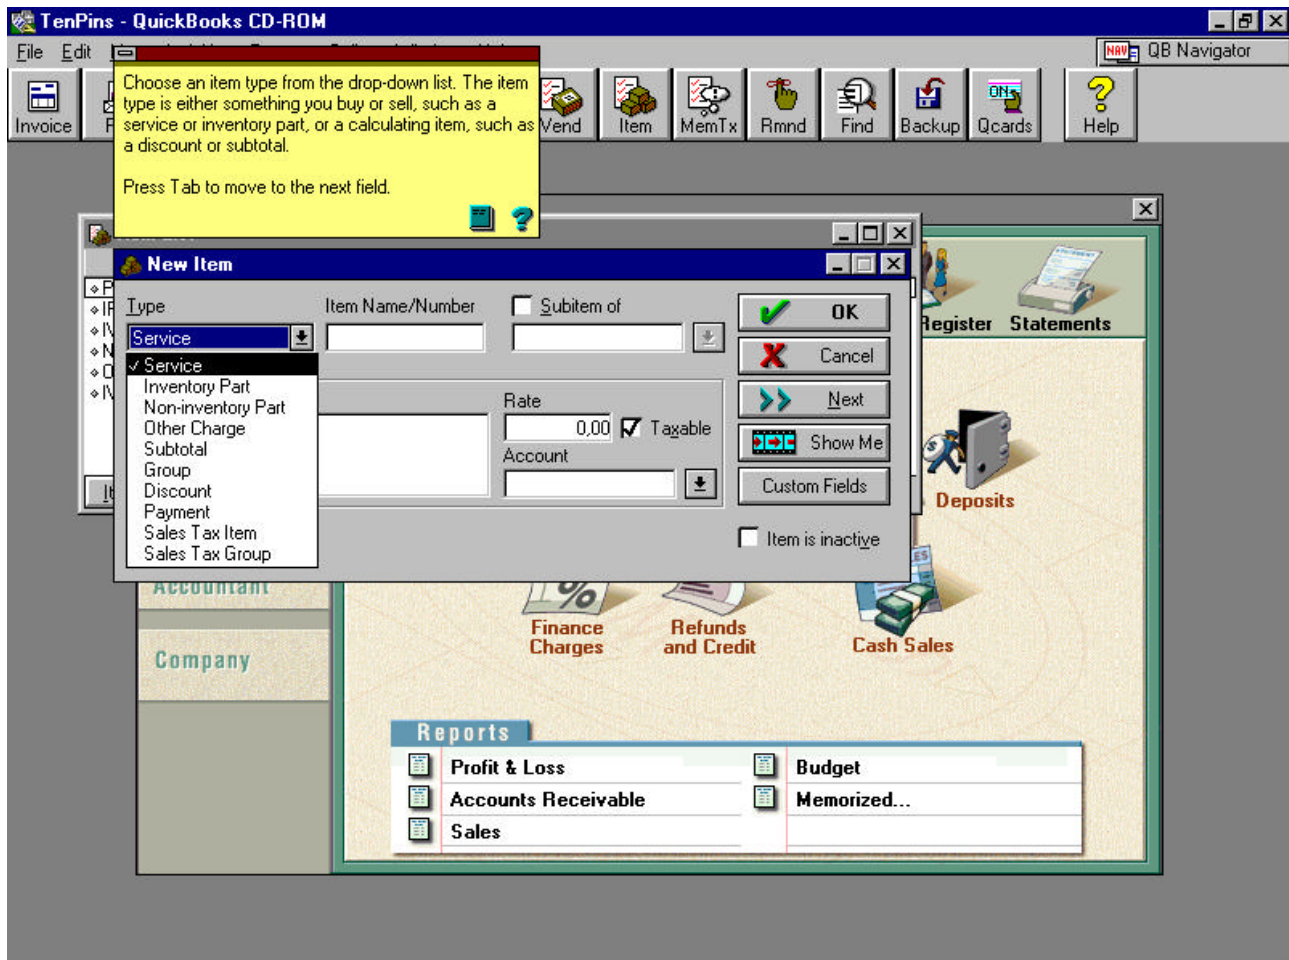 TenPins - QuickBooks CD-ROM
File Edit
NAV QB Navigator
Invoice
Vend Item MemTx Rmnd Find Backup Qcards Help
ON
Choose an item type from the drop-down list. The item
type is either something you buy or sell, such as a
service or inventory part, or a calculating item, such as
a discount or subtotal.
Press Tab to move to the next field.
New Item
Type Item Name/Number Subitem of
Service
Service
Inventory Part
Non-inventory Part
Other Charge
Subtotal
Group
Discount
Payment
Sales Tax Item
Sales Tax Group
Rate
0,00 Taxable
Account
OK
Cancel
Next
Show Me
Custom Fields
Item is inactive
Register Statements
Deposits
Accountant
Company
Finance
Charges
Refunds
and Credit
Cash Sales
Reports
Profit & Loss
Accounts Receivable
Sales
Budget
Memorized...